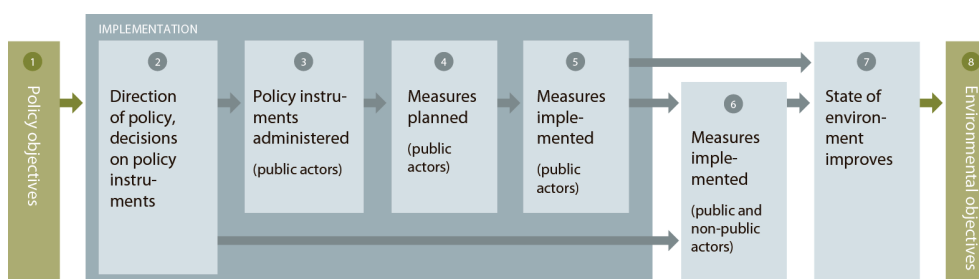 IMPLEMENTATION
1
Policy objectives
2
Direction
of policy,
decisions
on policy
instru-
ments
3
Policy instru-
ments
administered
(public actors)
4
Measures
planned
(public
actors)
5
Measures
imple-
mented
(public
actors)
6
Measures
imple-
mented
(public and
non-public
actors)
7
State of
environ-
ment
improves
8
Environmental objectives